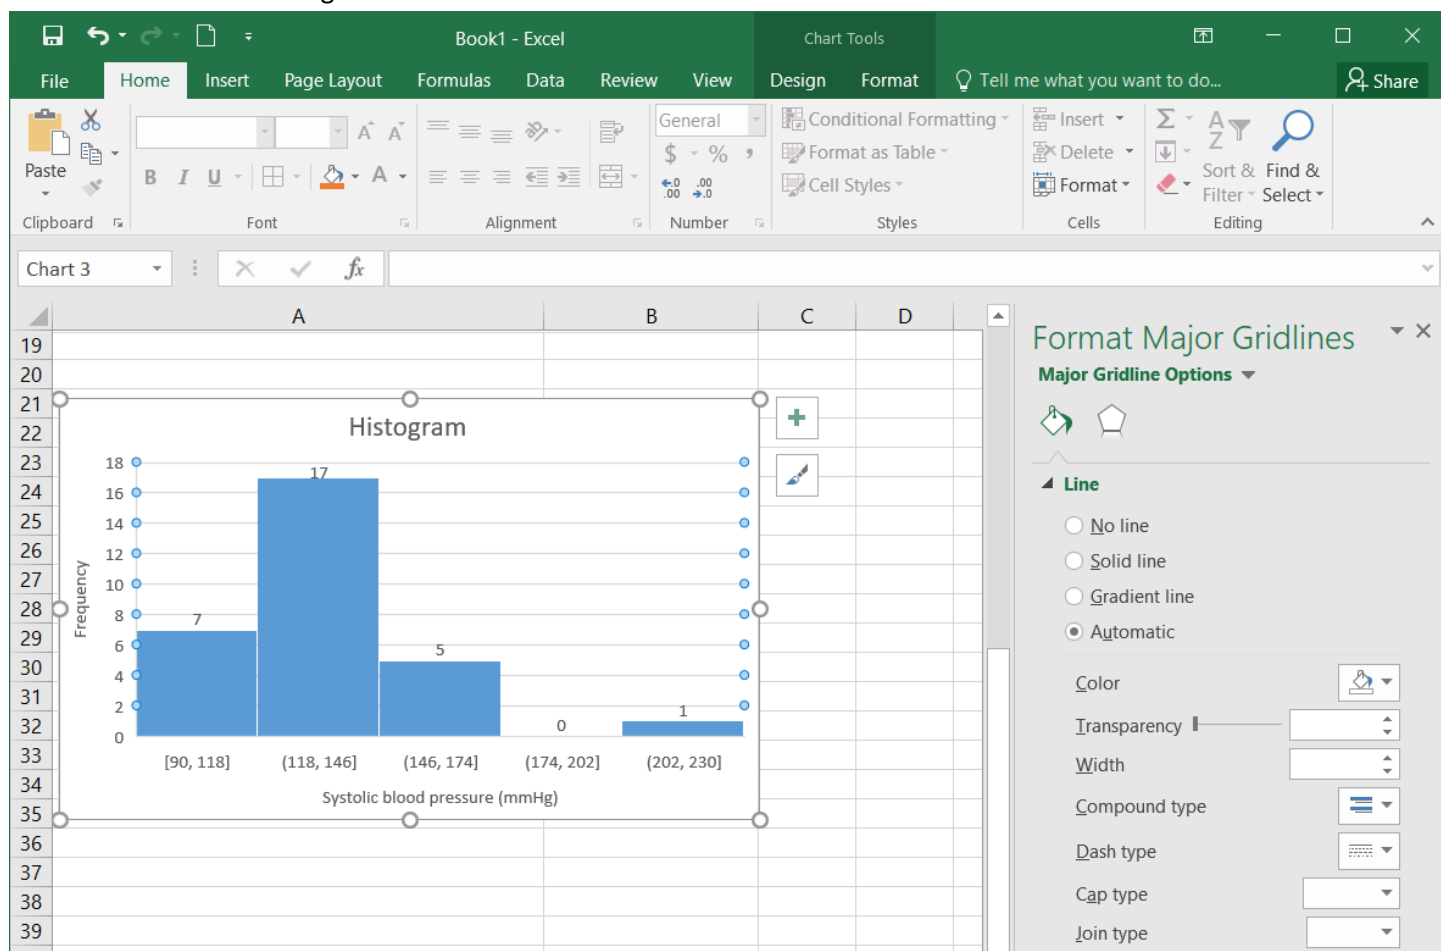 Book1 - Excel
Chart Tools
File Home Insert Page Layout Formulas Data Review View Design Format Tell me what you want to do... Share
Paste
B I U A
A A
General
$ % ,
Conditional Formatting
Format as Table
Cell Styles
Insert
Delete
Format
Sort & Filter
Find & Select
Clipboard Font Alignment Number Styles Cells Editing
Chart 3
fx
A B C D
19
20
21
22
23
24
25
26
27
28
29
30
31
32
33
34
35
36
37
38
39
Histogram
18
16
14
12
10
8
6
4
2
0
Frequency
7
17
5
0
1
[90, 118] (118, 146] (146, 174] (174, 202] (202, 230]
Systolic blood pressure (mmHg)
Format Major Gridlines
Major Gridline Options
Line
No line
Solid line
Gradient line
Automatic
Color
Transparency
Width
Compound type
Dash type
Cap type
Join type